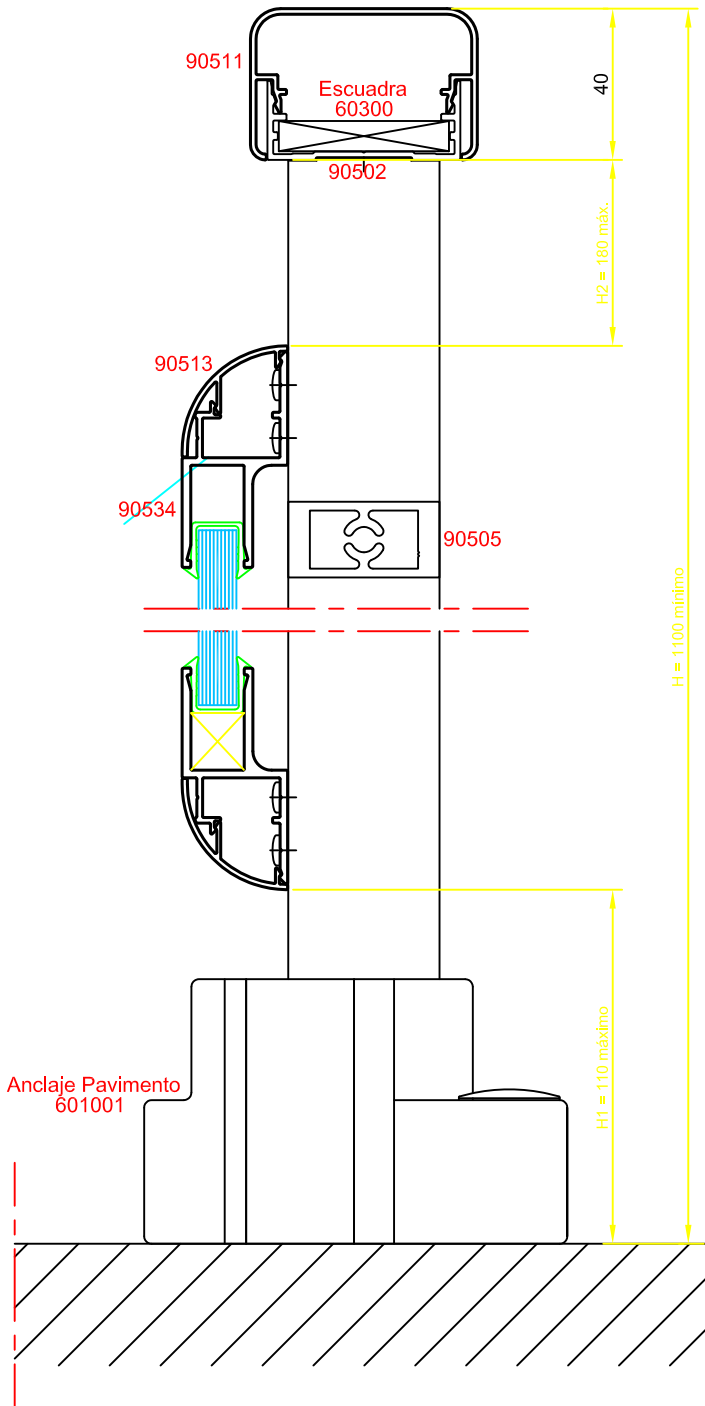 90511
Escuadra
60300
40
90502
H2 = 180 máx.
90513
90534
90505
H = 1100 mínimo
Anclaje Pavimento
601001
H1 = 110 máximo